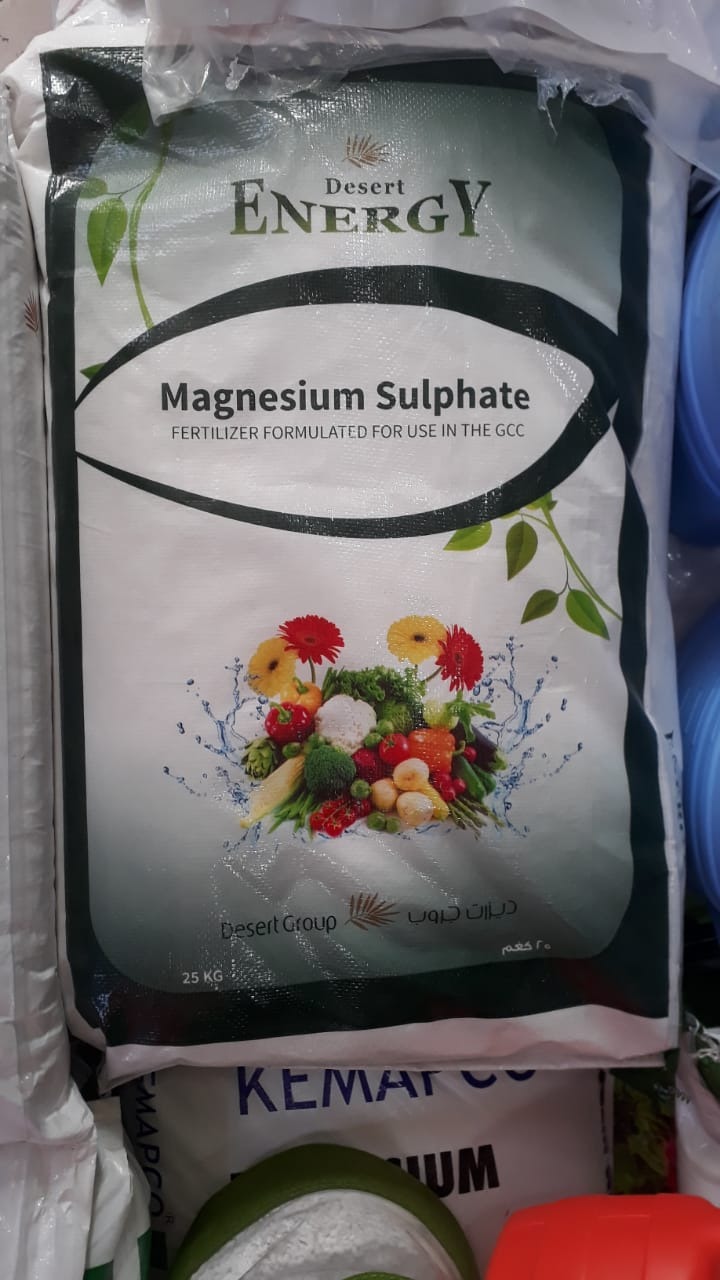 Desert
ENERGY
Magnesium Sulphate
FERTILIZER FORMULATED FOR USE IN THE GCC
Desert Group ديزرت جروب
25 KG ٢٥ كغم
KEMAPCO